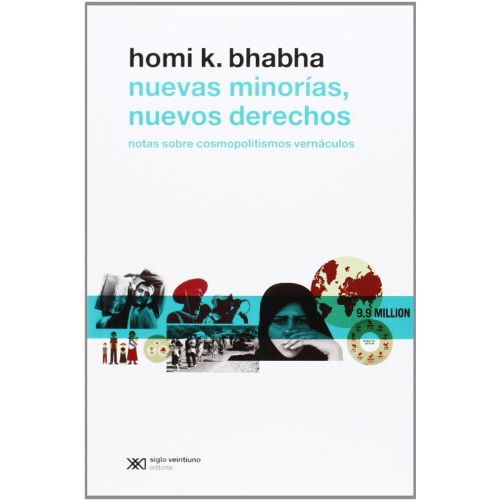 homi k. bhabha
nuevas minorías,
nuevos derechos
notas sobre cosmopolitismos vernáculos
9.9 MILLION
siglo veintiuno
editores